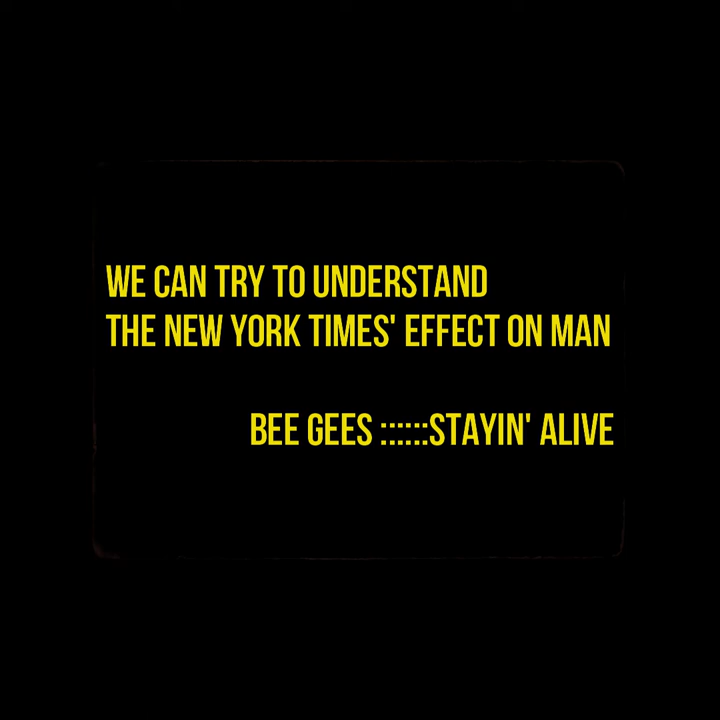 WE CAN TRY TO UNDERSTAND
THE NEW YORK TIMES' EFFECT ON MAN
BEE GEES ::::::STAYIN' ALIVE